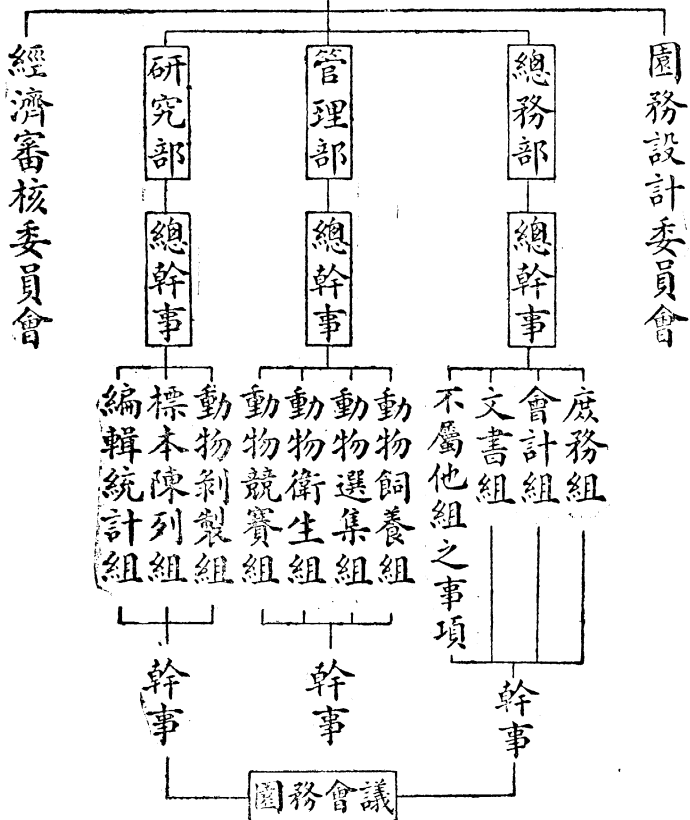 園務設計委員會
總務部
管理部
研究部
經濟審核委員會
總幹事
總幹事
總幹事
庶務組
會計組
文書組
不屬他組之事項
動物飼養組
動物選集組
動物衛生組
動物競賽組
動物剝製組
標本陳列組
編輯統計組
幹事
幹事
幹事
園務會議